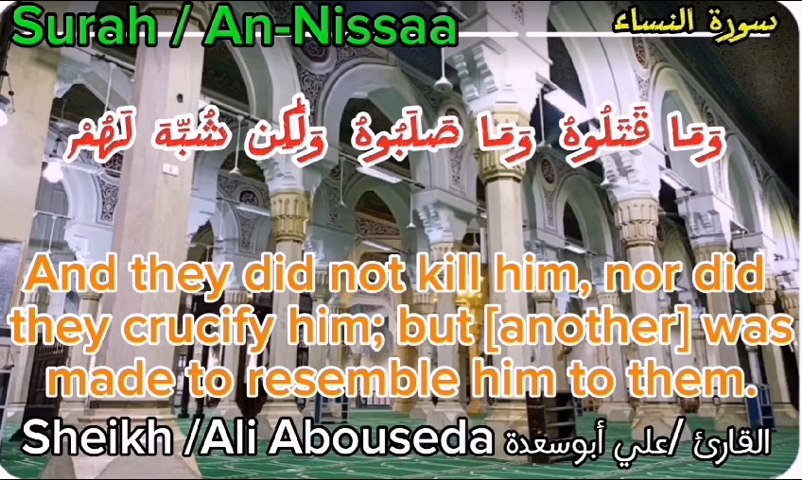 Surah / An-Nissaa
سورة النساء
وَمَا قَتَلُوهُ وَمَا صَلَبُوهُ وَلَٰكِن شُبِّهَ لَهُمْ
And they did not kill him, nor did
they crucify him; but [another] was
made to resemble him to them.
Sheikh /Ali Abouseda القارئ /علي أبوسعدة